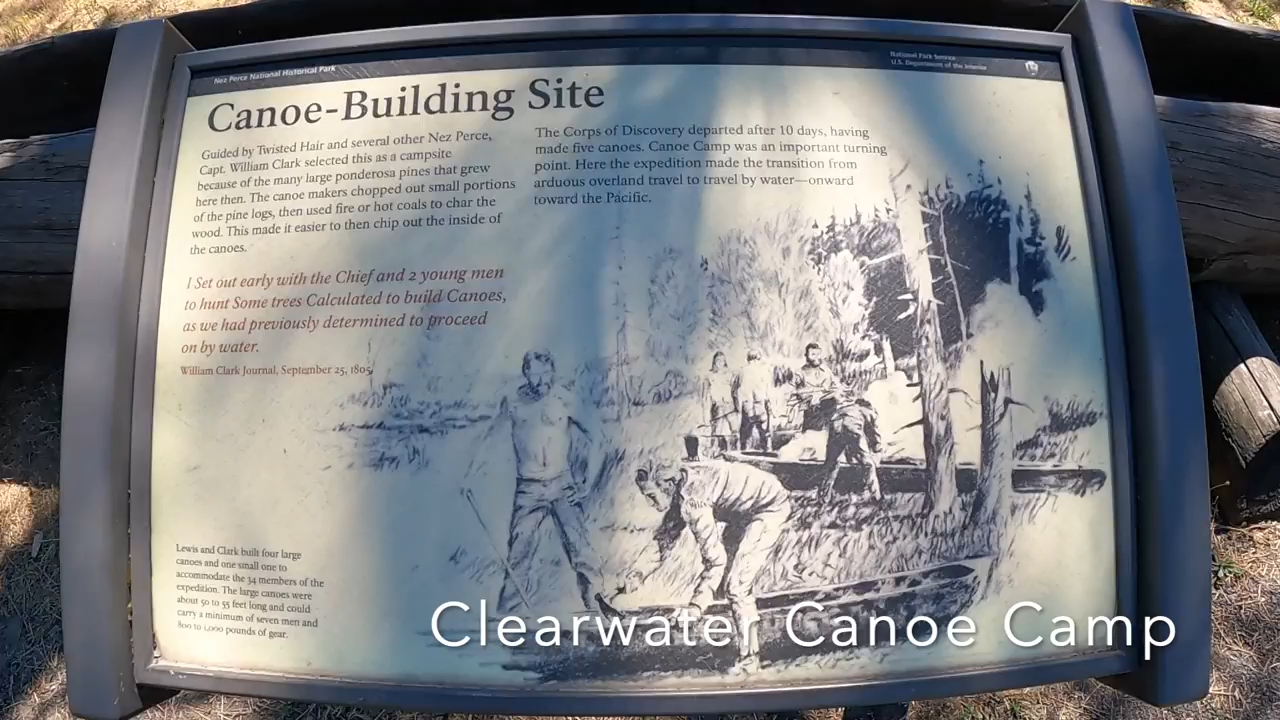 Nez Perce National Historical Park
National Park Service
U.S. Department of the Interior
Canoe-Building Site
Guided by Twisted Hair and several other Nez Perce,
Capt. William Clark selected this as a campsite
because of the many large ponderosa pines that grew
here then. The canoe makers chopped out small portions
of the pine logs, then used fire or hot coals to char the
wood. This made it easier to then chip out the inside of
the canoes.
The Corps of Discovery departed after 10 days, having
made five canoes. Canoe Camp was an important turning
point. Here the expedition made the transition from
arduous overland travel to travel by water—onward
toward the Pacific.
I Set out early with the Chief and 2 young men
to hunt Some trees Calculated to build Canoes,
as we had previously determined to proceed
on by water.
William Clark Journal, September 25, 1805
Lewis and Clark built four large
canoes and one small one to
accommodate the 34 members of the
expedition. The large canoes were
about 50 to 55 feet long and could
carry a minimum of seven men and
800 to 1,000 pounds of gear.
Clearwater Canoe Camp